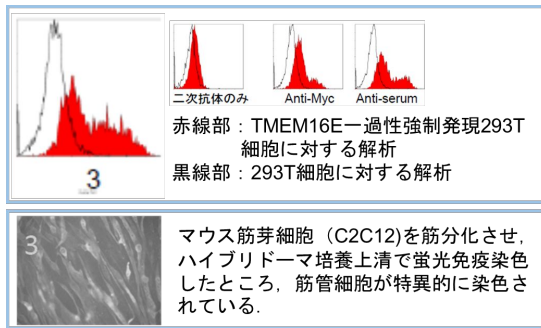 二次抗体のみ
Anti-Myc
Anti-serum
赤線部：TMEM16E一過性強制発現293T
細胞に対する解析
黒線部：293T細胞に対する解析
3
3
マウス筋芽細胞（C2C12)を筋分化させ，
ハイブリドーマ培養上清で蛍光免疫染色
したところ，筋管細胞が特異的に染色さ
れている.